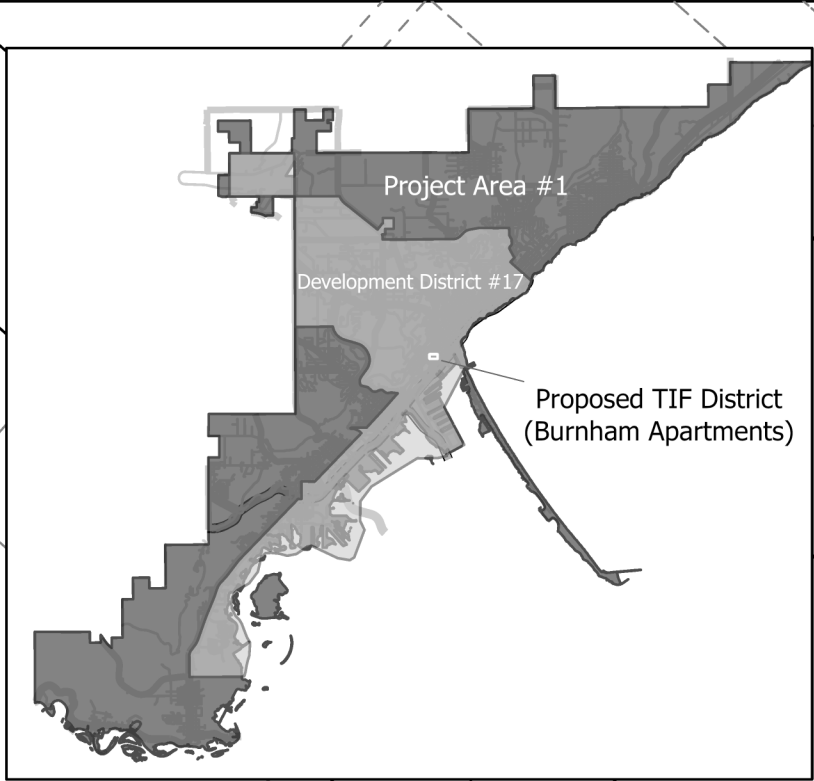 Project Area #1
Development District #17
Proposed TIF District
(Burnham Apartments)